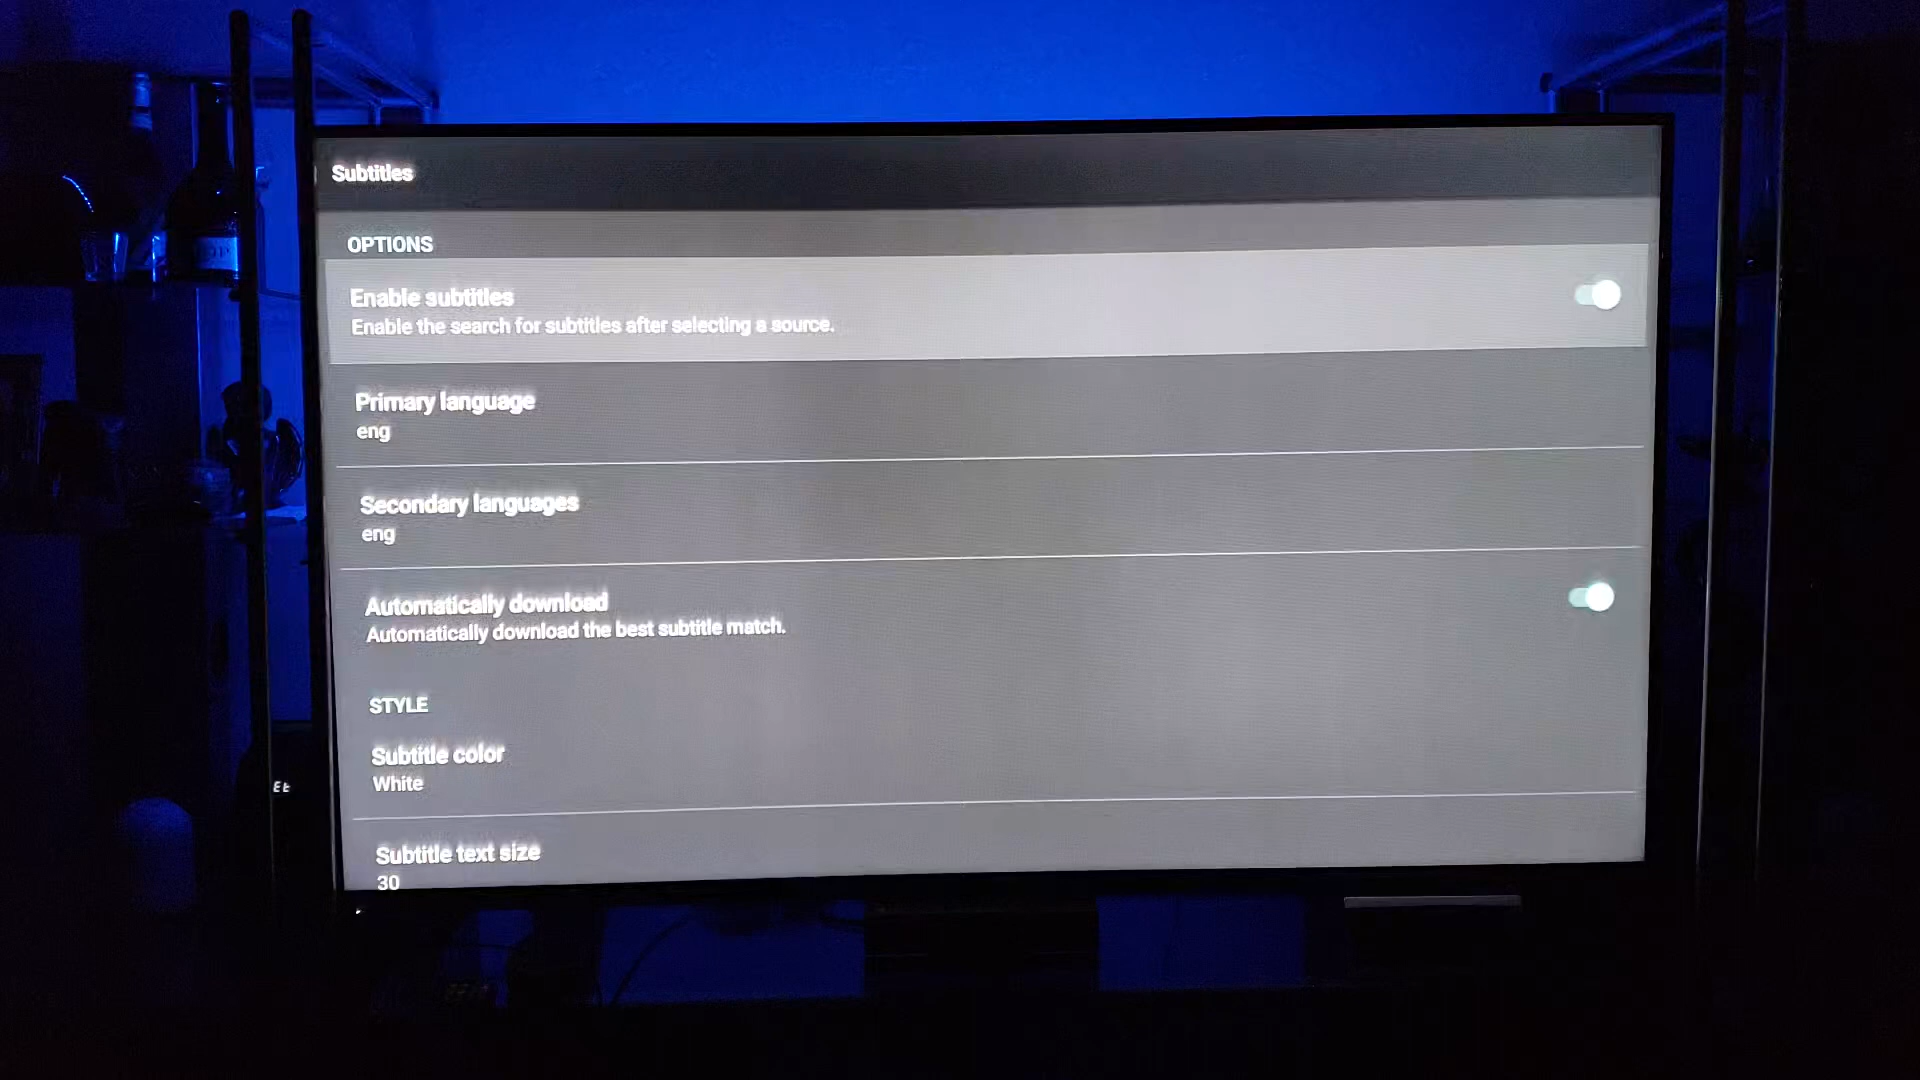 Subtitles
OPTIONS
Enable subtitles
Enable the search for subtitles after selecting a source.
Primary language
eng
Secondary languages
eng
Automatically download
Automatically download the best subtitle match.
STYLE
Subtitle color
White
Subtitle text size
30